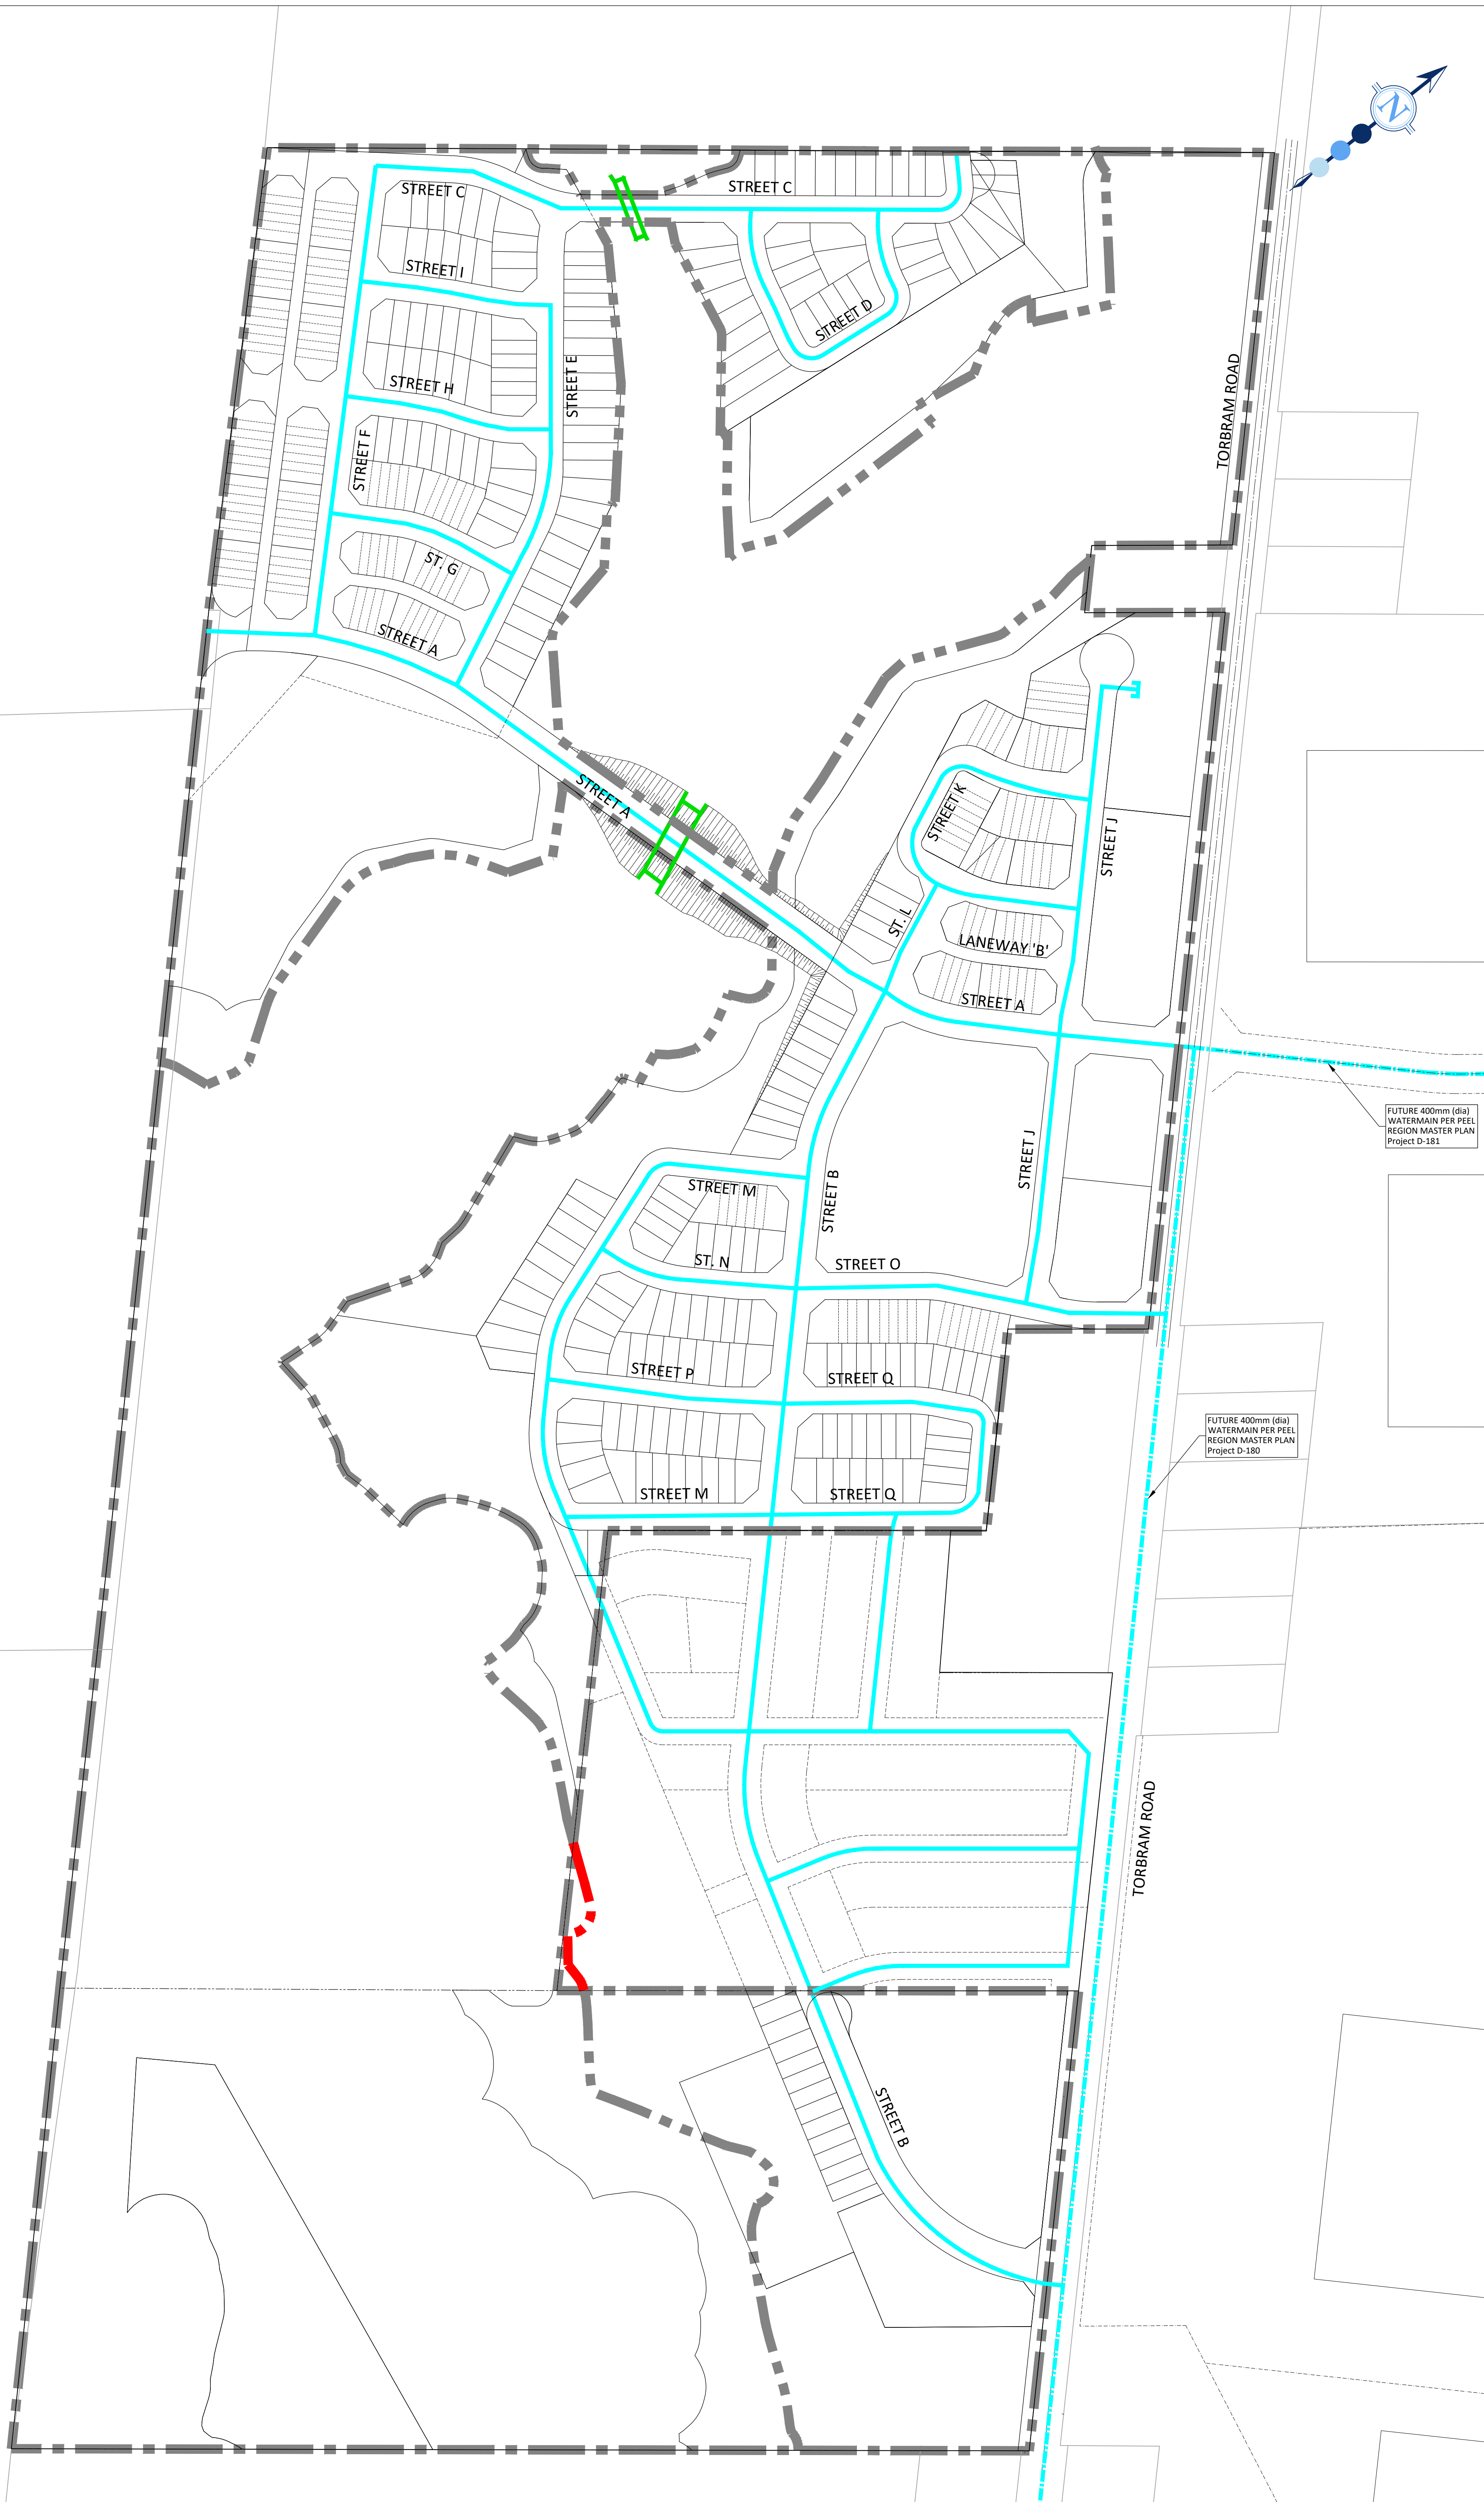 N
STREET C
STREET C
STREET I
STREET D
STREET H
STREET E
TORBRAM ROAD
STREET F
ST. G
STREET A
STREET A
STREET K
STREET J
ST. L
LANEWAY 'B'
STREET A
FUTURE 400mm (dia)
WATERMAIN PER PEEL
REGION MASTER PLAN
Project D-181
STREET J
STREET M
STREET B
ST. N
STREET O
STREET P
STREET Q
FUTURE 400mm (dia)
WATERMAIN PER PEEL
REGION MASTER PLAN
Project D-180
STREET M
STREET Q
TORBRAM ROAD
STREET B